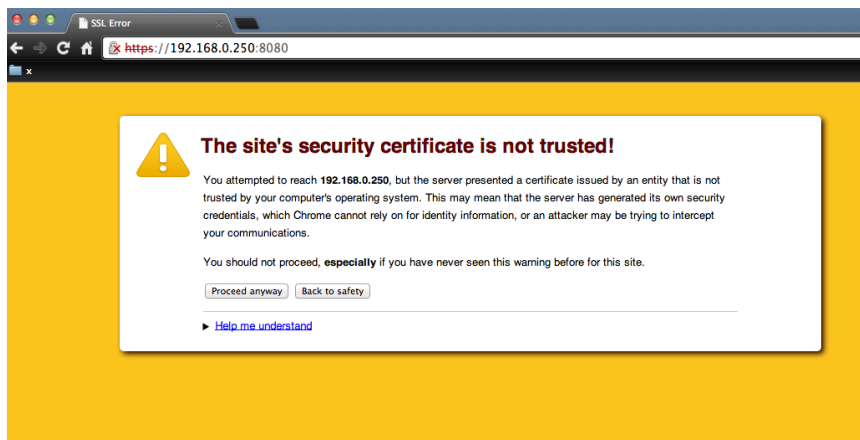 SSL Error
https://192.168.0.250:8080
x
The site's security certificate is not trusted!
You attempted to reach 192.168.0.250, but the server presented a certificate issued by an entity that is not
trusted by your computer's operating system. This may mean that the server has generated its own security
credentials, which Chrome cannot rely on for identity information, or an attacker may be trying to intercept
your communications.
You should not proceed, especially if you have never seen this warning before for this site.
Proceed anyway Back to safety
Help me understand